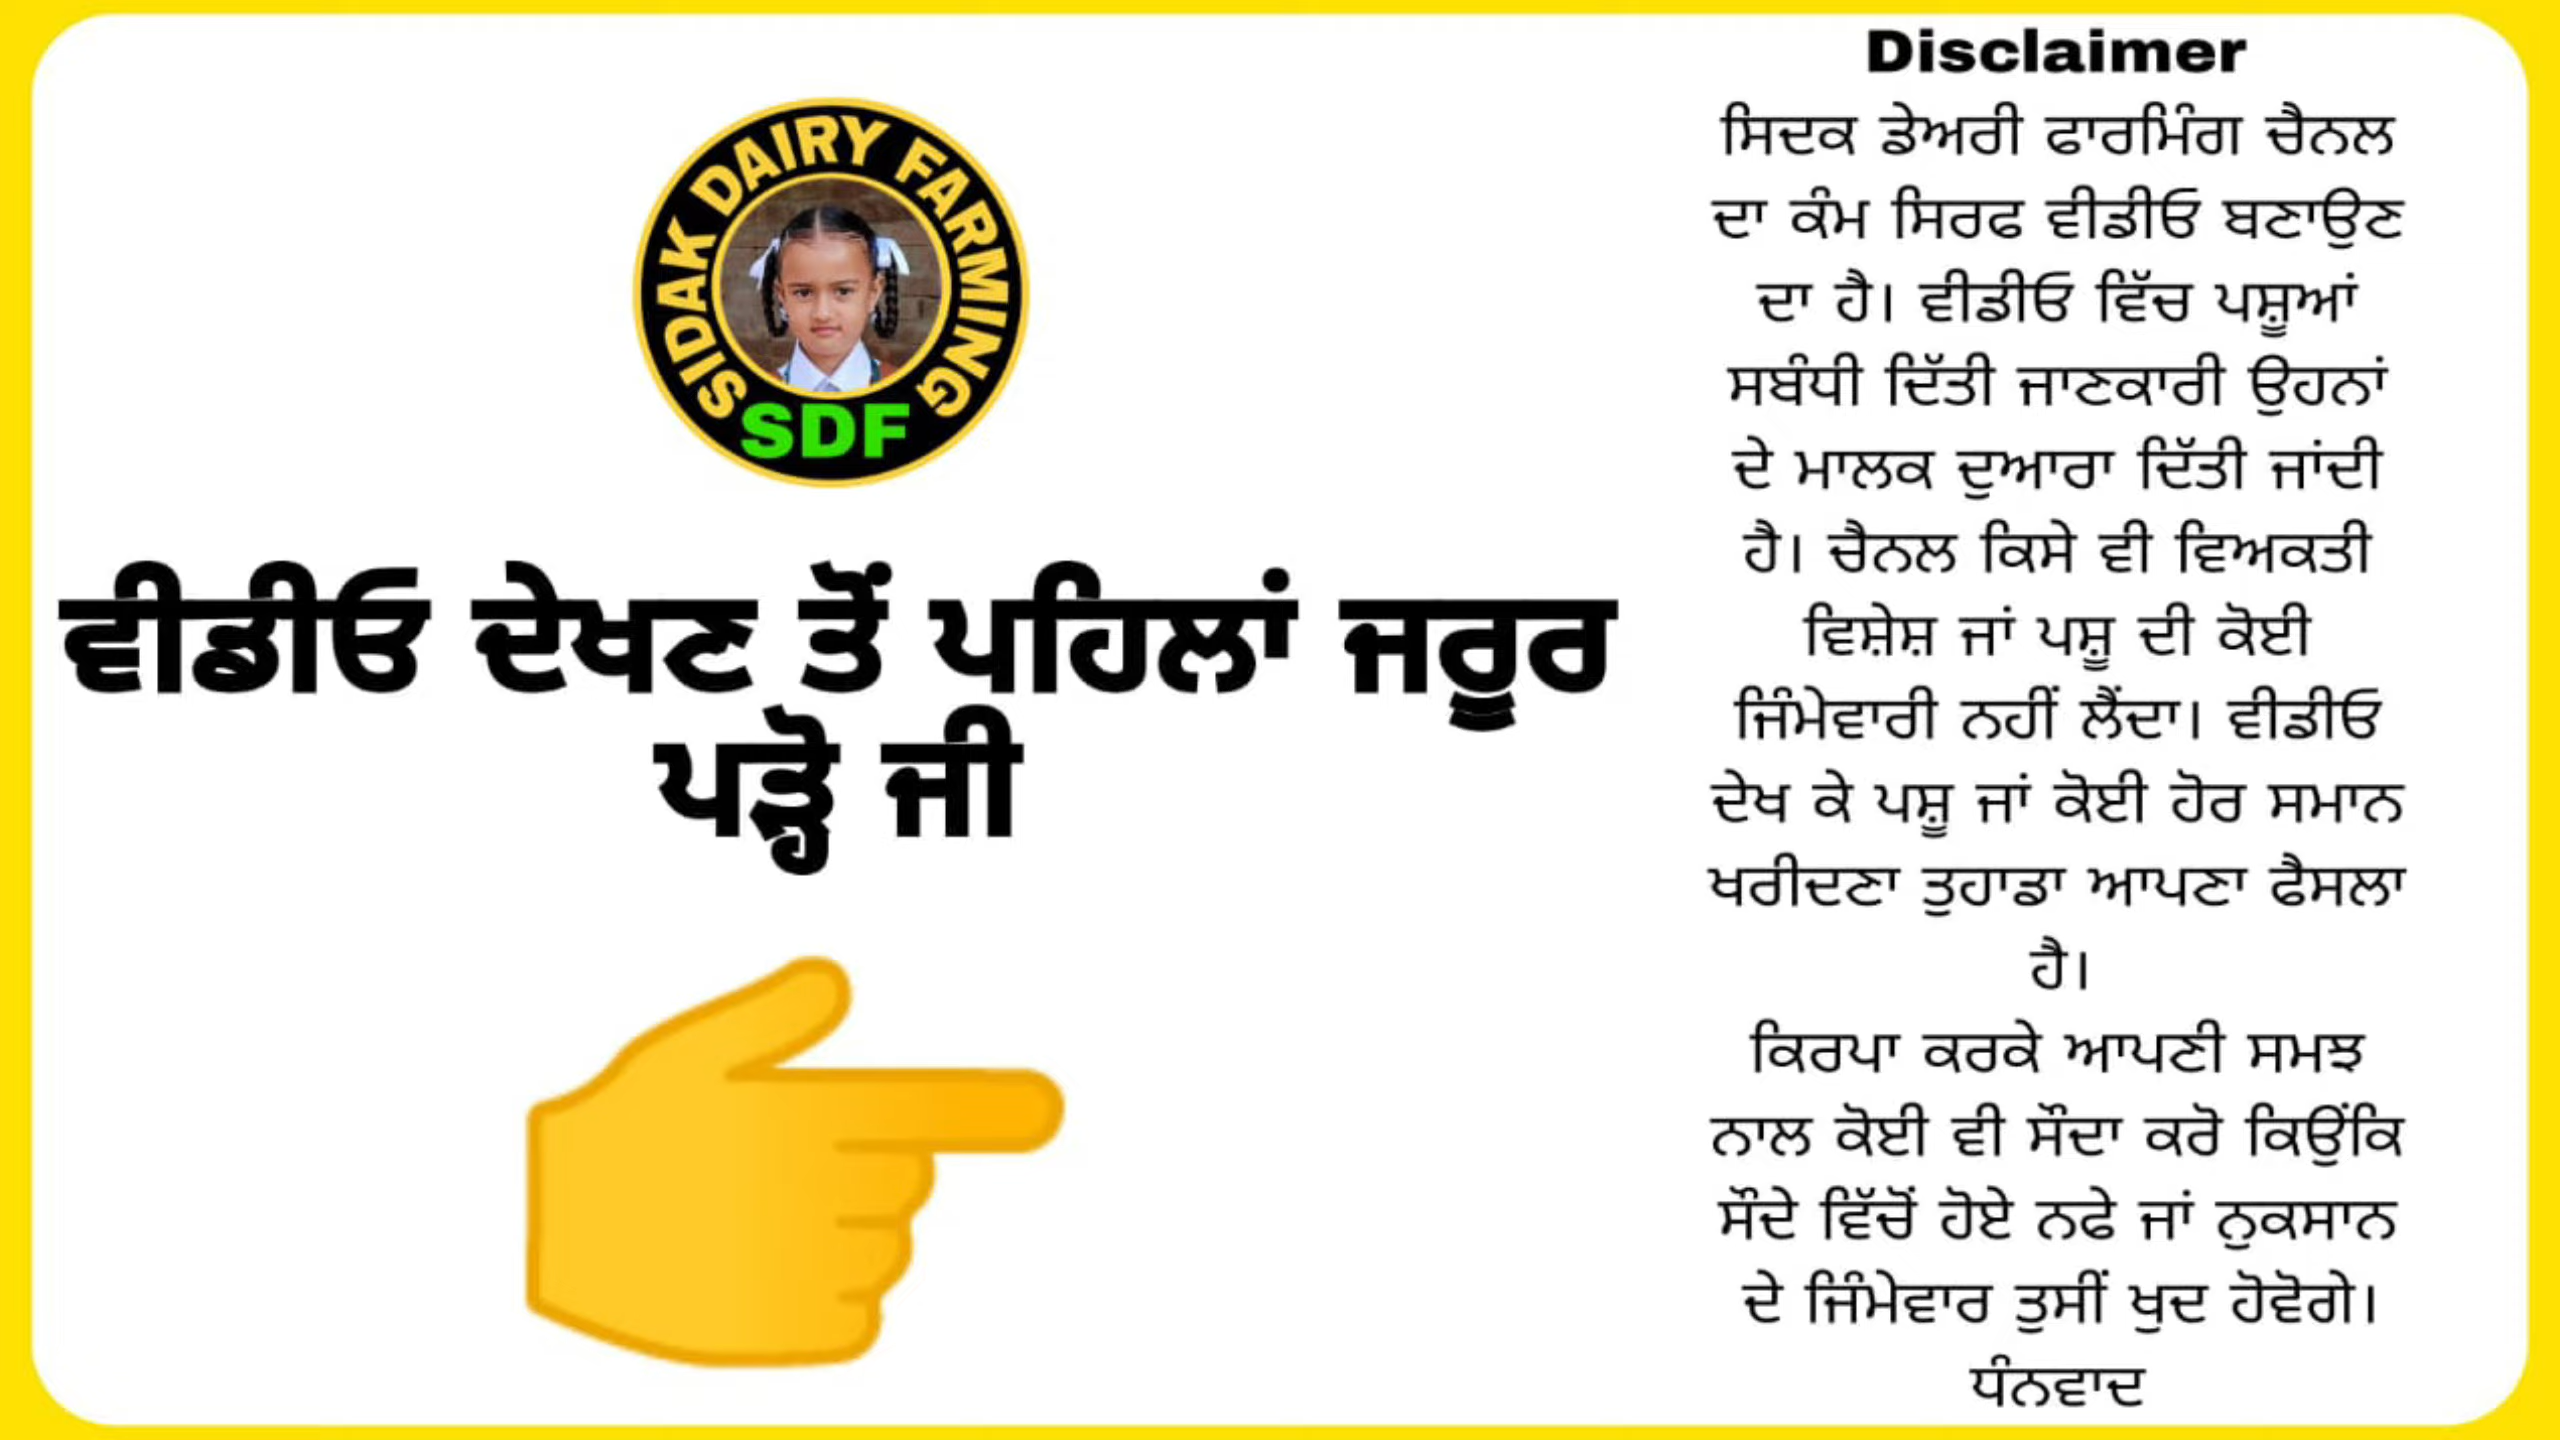 SIDAK DAIRY FARMING
SDF
ਵੀਡੀਓ ਦੇਖਣ ਤੋਂ ਪਹਿਲਾਂ ਜਰੂਰ
ਪੜ੍ਹੋ ਜੀ
Disclaimer
ਸਿਦਕ ਡੇਅਰੀ ਫਾਰਮਿੰਗ ਚੈਨਲ
ਦਾ ਕੰਮ ਸਿਰਫ ਵੀਡੀਓ ਬਣਾਉਣ
ਦਾ ਹੈ। ਵੀਡੀਓ ਵਿੱਚ ਪਸ਼ੂਆਂ
ਸਬੰਧੀ ਦਿੱਤੀ ਜਾਣਕਾਰੀ ਉਹਨਾਂ
ਦੇ ਮਾਲਕ ਦੁਆਰਾ ਦਿੱਤੀ ਜਾਂਦੀ
ਹੈ। ਚੈਨਲ ਕਿਸੇ ਵੀ ਵਿਅਕਤੀ
ਵਿਸ਼ੇਸ਼ ਜਾਂ ਪਸ਼ੂ ਦੀ ਕੋਈ
ਜਿੰਮੇਵਾਰੀ ਨਹੀਂ ਲੈਂਦਾ। ਵੀਡੀਓ
ਦੇਖ ਕੇ ਪਸ਼ੂ ਜਾਂ ਕੋਈ ਹੋਰ ਸਮਾਨ
ਖਰੀਦਣਾ ਤੁਹਾਡਾ ਆਪਣਾ ਫੈਸਲਾ
ਹੈ।
ਕਿਰਪਾ ਕਰਕੇ ਆਪਣੀ ਸਮਝ
ਨਾਲ ਕੋਈ ਵੀ ਸੌਦਾ ਕਰੋ ਕਿਉਂਕਿ
ਸੌਦੇ ਵਿੱਚੋਂ ਹੋਏ ਨਫੇ ਜਾਂ ਨੁਕਸਾਨ
ਦੇ ਜਿੰਮੇਵਾਰ ਤੁਸੀਂ ਖੁਦ ਹੋਵੋਗੇ।
ਧੰਨਵਾਦ